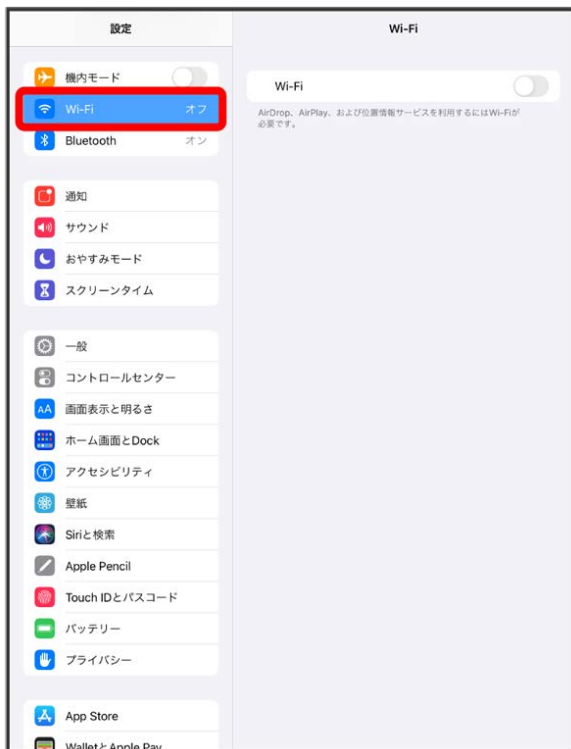 設定
機内モード
Wi-Fi オフ
Bluetooth オン
通知
サウンド
おやすみモード
スクリーンタイム
一般
コントロールセンター
AA 画面表示と明るさ
ホーム画面とDock
アクセシビリティ
壁紙
Siriと検索
Apple Pencil
Touch IDとパスコード
バッテリー
プライバシー
App Store
WalletとApple Pay
Wi-Fi
Wi-Fi
AirDrop、AirPlay、および位置情報サービスを利用するにはWi-Fiが
必要です。